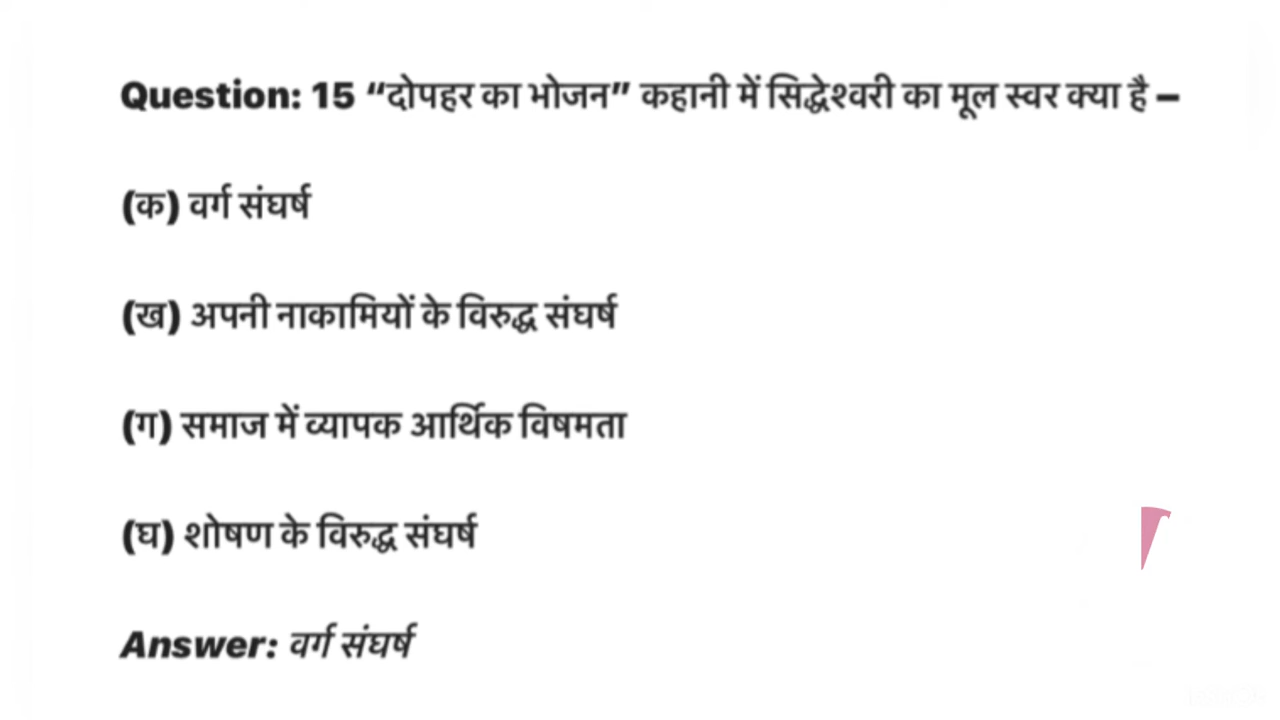 Question: 15 “दोपहर का भोजन” कहानी में सिद्धेश्वरी का मूल स्वर क्या है –
(क) वर्ग संघर्ष
(ख) अपनी नाकामियों के विरुद्ध संघर्ष
(ग) समाज में व्यापक आर्थिक विषमता
(घ) शोषण के विरुद्ध संघर्ष
Answer: वर्ग संघर्ष